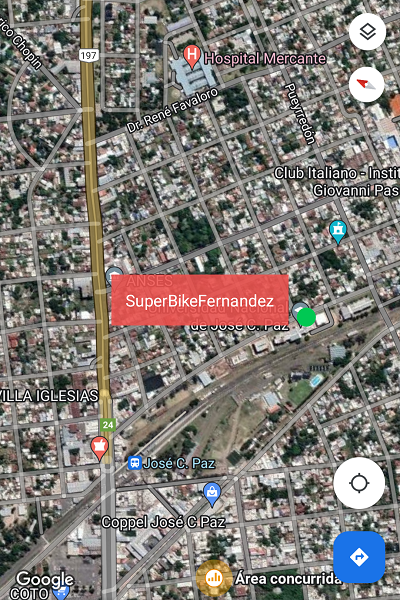 rico Chopin
197
Hospital Mercante
Dr. René Favaloro
Pueyrredón
Club Italiano - Insti
Giovanni Pas
ANSES
SuperBikeFernandez
Universidad Nacional
de José C. Paz
VILLA IGLESIAS
24
José C. Paz
Coppel José C Paz
Google
COTO
Área concurrida